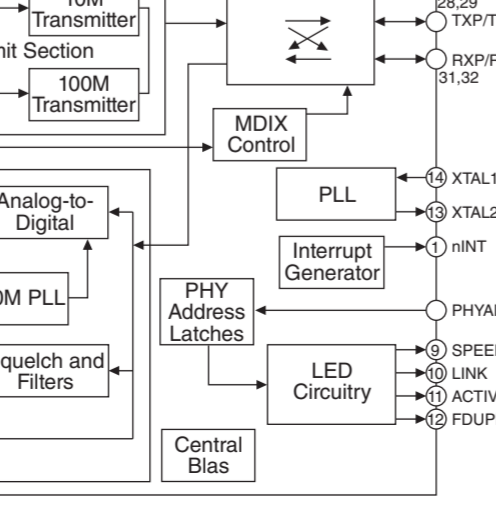 28,29
10M
Transmitter
TXP/T
nit Section
RXP/F
31,32
100M
Transmitter
MDIX
Control
14 XTAL1
PLL
13 XTAL2
Analog-to-
Digital
1 nINT
Interrupt
Generator
0M PLL
PHY
Address
Latches
PHYAD
quelch and
Filters
LED
Circuitry
9 SPEED
10 LINK
11 ACTIV
12 FDUP
Central
Blas